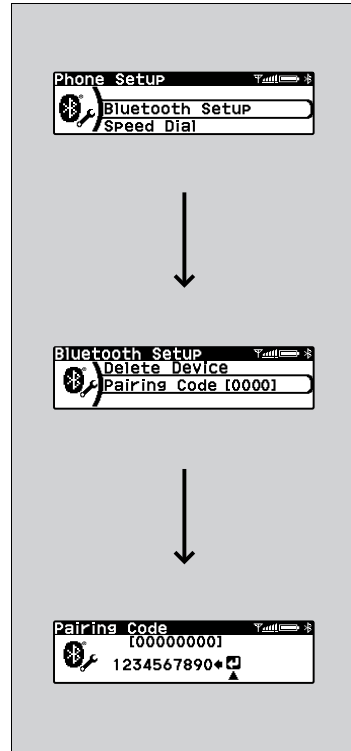 Phone Setup
Bluetooth Setup
Speed Dial
Bluetooth Setup
Delete Device
Pairing Code [0000]
Pairing Code
[00000000]
1234567890